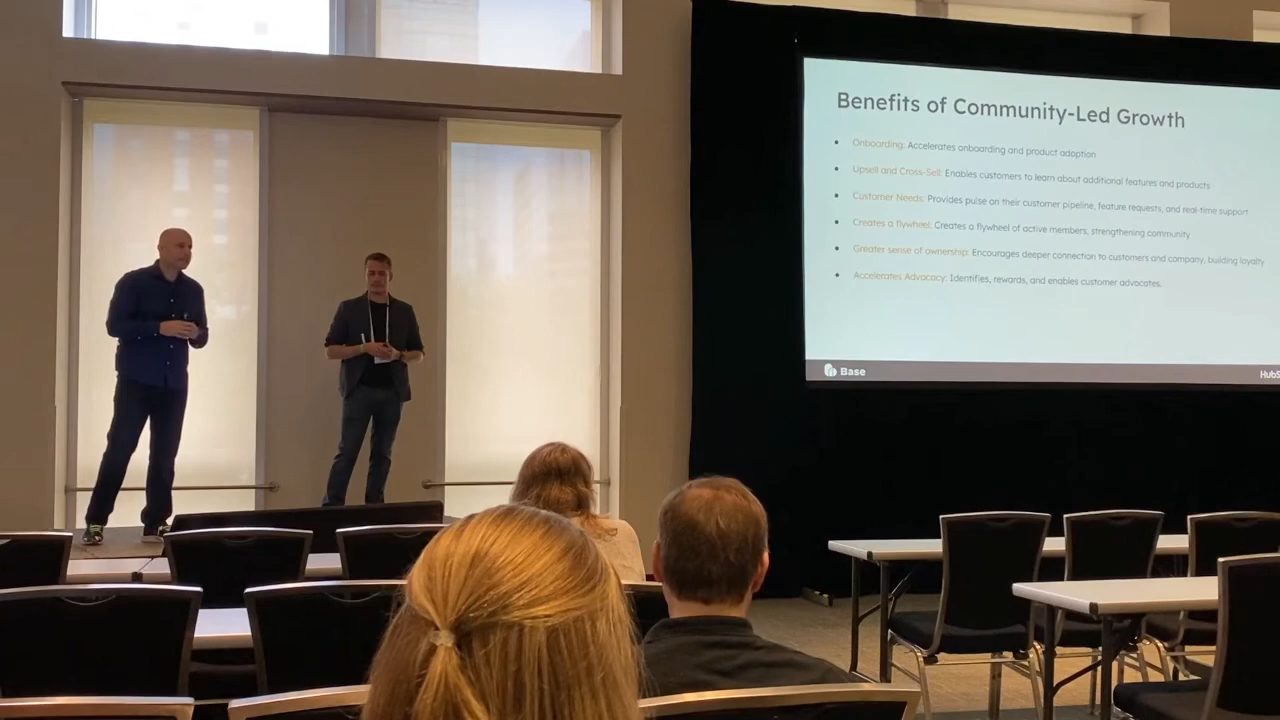 Benefits of Community-Led Growth
• Onboarding: Accelerates onboarding and product adoption
• Upsell and Cross-Sell: Enables customers to learn about additional features and products
• Customer Needs: Provides pulse on their customer pipeline, feature requests, and real-time support
• Creates a flywheel: Creates a flywheel of active members, strengthening community
• Greater sense of ownership: Encourages deeper connection to customers and company, building loyalty
• Accelerates Advocacy: Identifies, rewards, and enables customer advocates.
Base
HubS